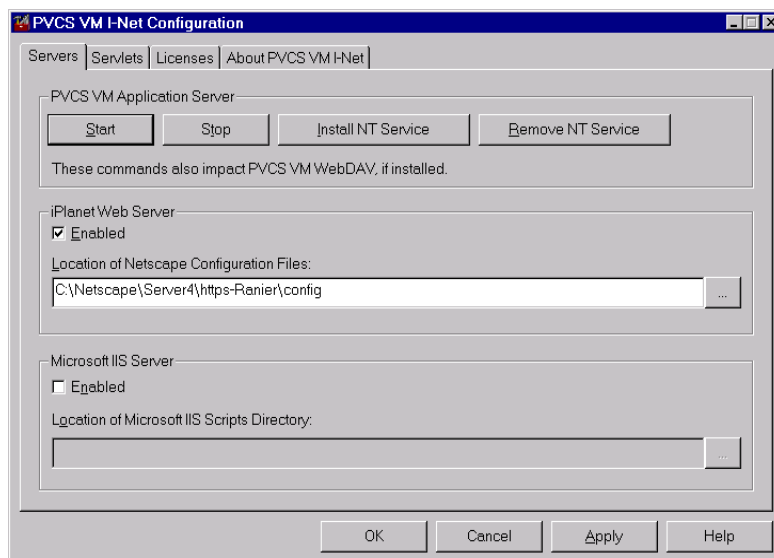 PVCS VM I-Net Configuration
Servers Servlets Licenses About PVCS VM I-Net
PVCS VM Application Server
Start Stop Install NT Service Remove NT Service
These commands also impact PVCS VM WebDAV, if installed.
iPlanet Web Server
Enabled
Location of Netscape Configuration Files:
C:\Netscape\Server4\https-Ranier\config
...
Microsoft IIS Server
Enabled
Location of Microsoft IIS Scripts Directory:
...
OK Cancel Apply Help